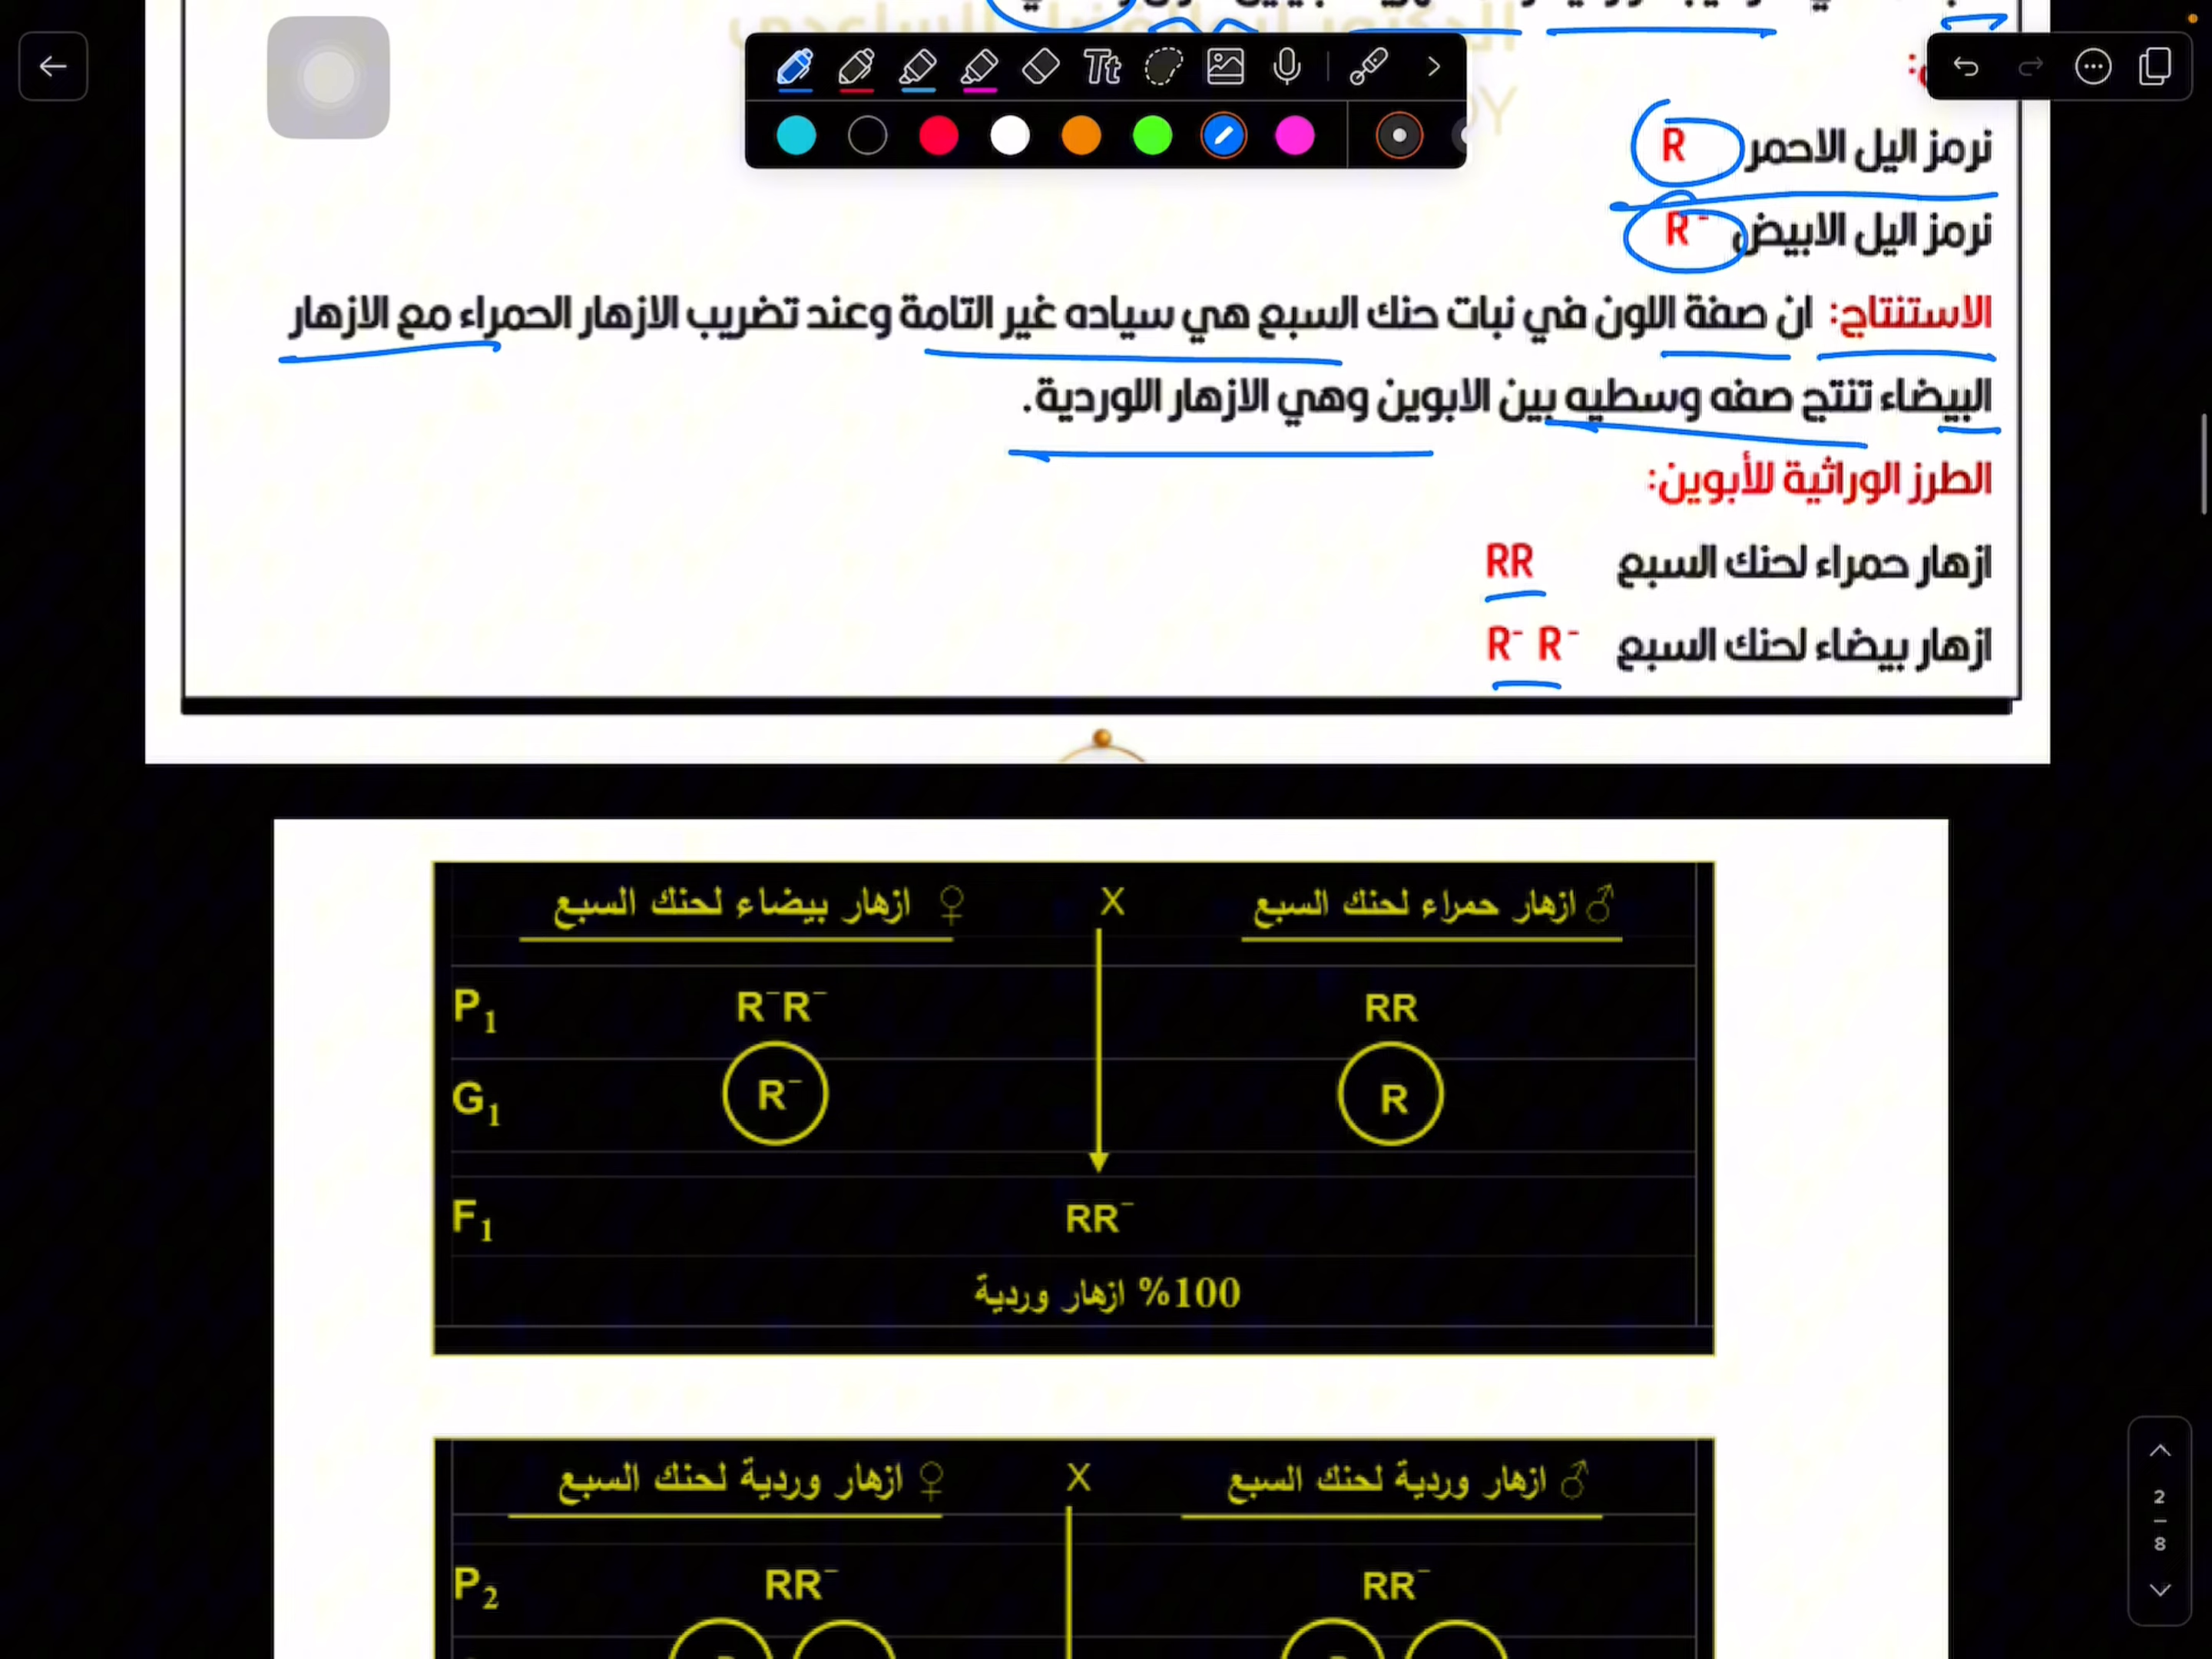 Tt
نرمز اليل الاحمر R
نرمز اليل الابيض R⁻
الاستنتاج: ان صفة اللون في نبات حنك السبع هي سياده غير التامة وعند تضريب الازهار الحمراء مع الازهار
البيضاء تنتج صفه وسطيه بين الابوين وهي الازهار اللوردية.
الطرز الوراثية للأبوين:
ازهار حمراء لحنك السبع RR
ازهار بيضاء لحنك السبع R⁻ R⁻
♂ ازهار حمراء لحنك السبع X ♀ ازهار بيضاء لحنك السبع
P₁ R⁻R⁻ RR
G₁ R⁻ R
F₁ RR⁻
100% ازهار وردية
♂ ازهار وردية لحنك السبع X ♀ ازهار وردية لحنك السبع
P₂ RR⁻ RR⁻
2
8